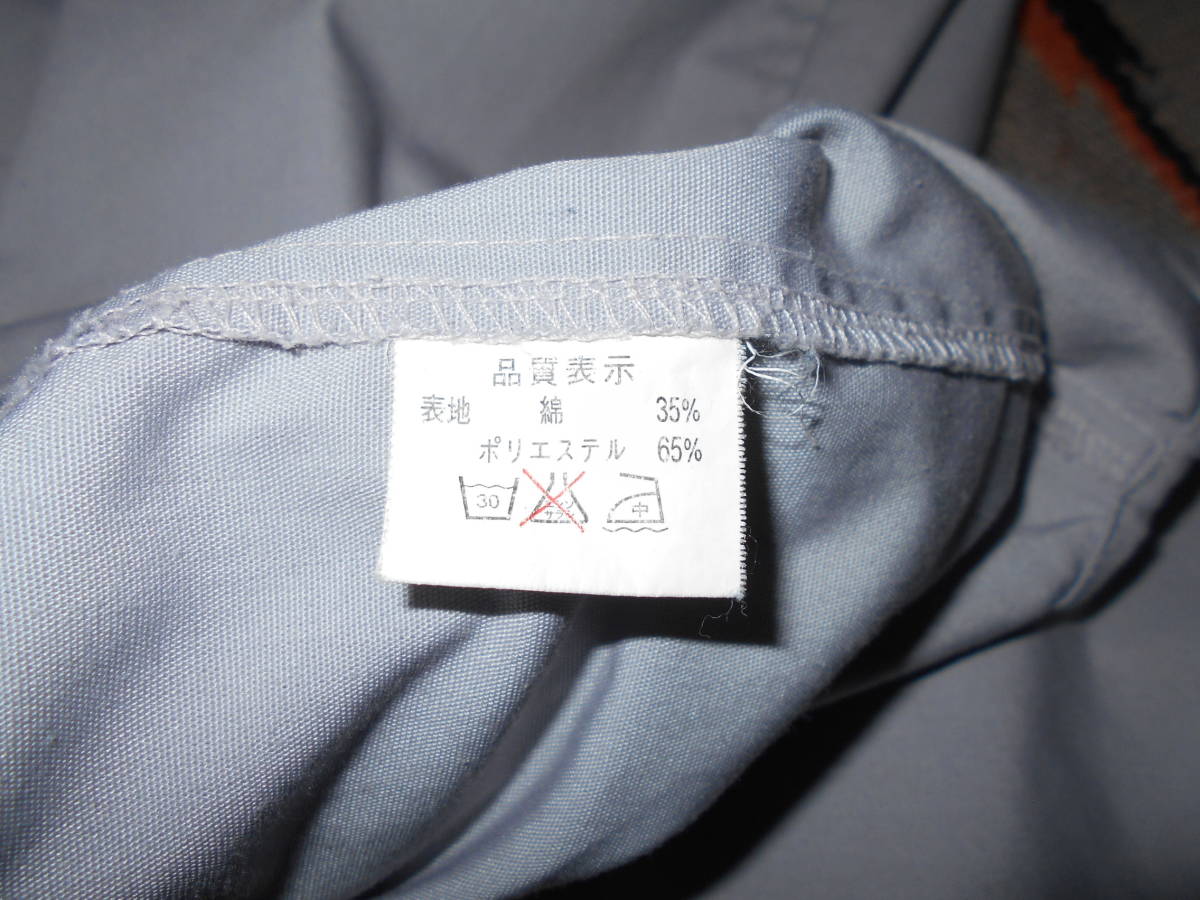 品質表示
表地 綿 35%
ポリエステル 65%
30 中